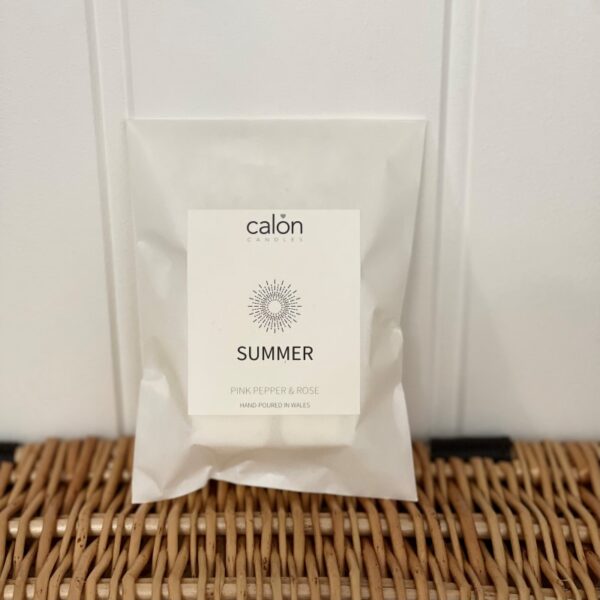 calon
CANDLES
SUMMER
PINK PEPPER & ROSE
HAND-POURED IN WALES